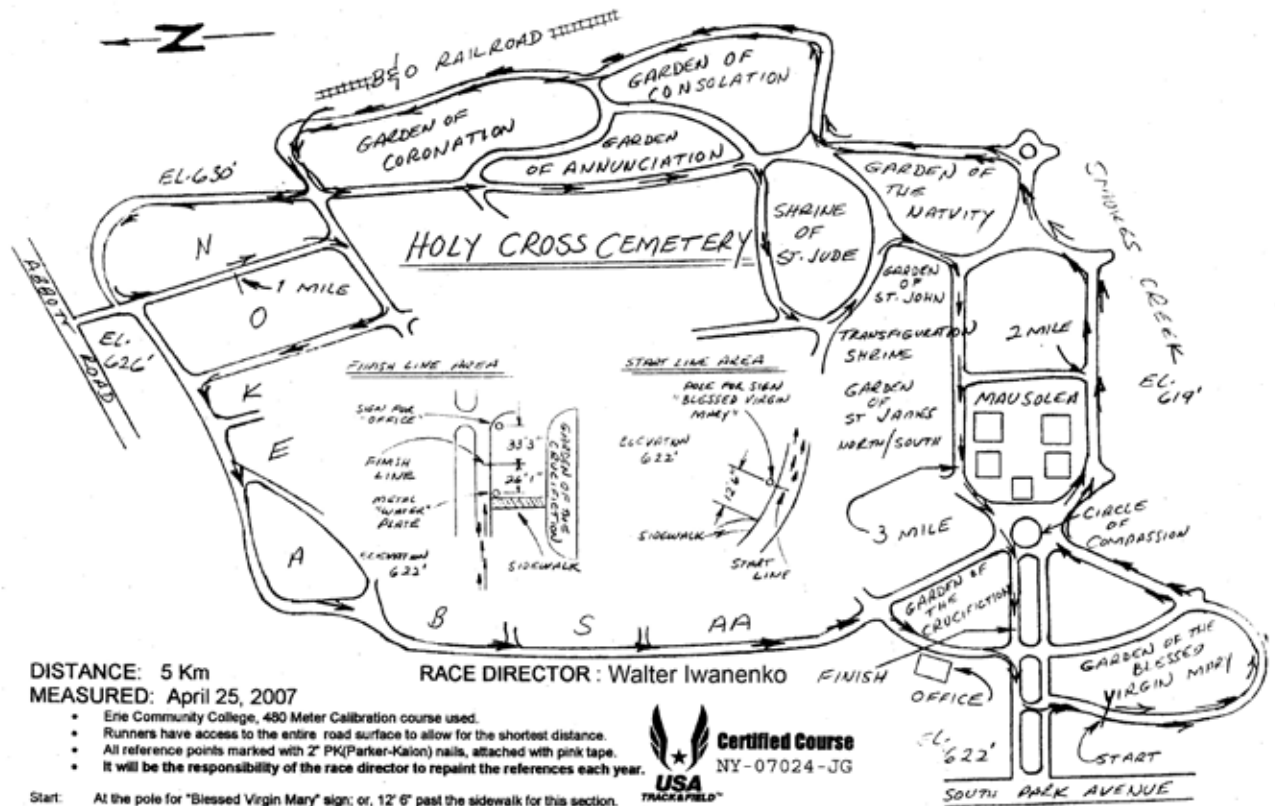 N
B&O RAILROAD
GARDEN OF
CONSOLATION
GARDEN OF
CORONATION
GARDEN
OF ANNUNCIATION
EL-630'
N
HOLY CROSS CEMETERY
SHRINE
OF
ST. JUDE
GARDEN OF
THE
NATVITY
SMOKES CREEK
EL.
619'
ABBOTT ROAD
EL.
626'
1 MILE
O
K
E
A
B
S
AA
GARDEN
OF
ST. JOHN
TRANSFIGURATION
SHRINE
GARDEN
OF
ST JAMES
NORTH/SOUTH
2 MILE
MAUSOLEA
3 MILE
CIRCLE
OF
COMPASSION
FINISH LINE AREA
SIGN FOR
"OFFICE"
33'3"
FINISH
LINE
26'1"
METAL
"WATER"
PLATE
ELEVATION
622'
SIDEWALK
GARDEN OF THE
CRUCIFICTION
START LINE AREA
POLE FOR SIGN
"BLESSED VIRGIN
MARY"
ELEVATION
622'
12'6"
SIDEWALK
START
LINE
GARDEN OF
THE
CRUCIFICTION
FINISH
OFFICE
GARDEN OF THE
BLESSED
VIRGIN MARY
START
EL.
622'
SOUTH PARK AVENUE
DISTANCE: 5 Km
RACE DIRECTOR : Walter Iwanenko
MEASURED: April 25, 2007
• Erie Community College, 480 Meter Calibration course used.
• Runners have access to the entire road surface to allow for the shortest distance.
• All reference points marked with 2" PK(Parker-Kalon) nails, attached with pink tape.
• It will be the responsibility of the race director to repaint the references each year.
Start: At the pole for "Blessed Virgin Mary" sign; or, 12' 6" past the sidewalk for this section.
USA
TRACK & FIELD™
Certified Course
NY-07024-JG